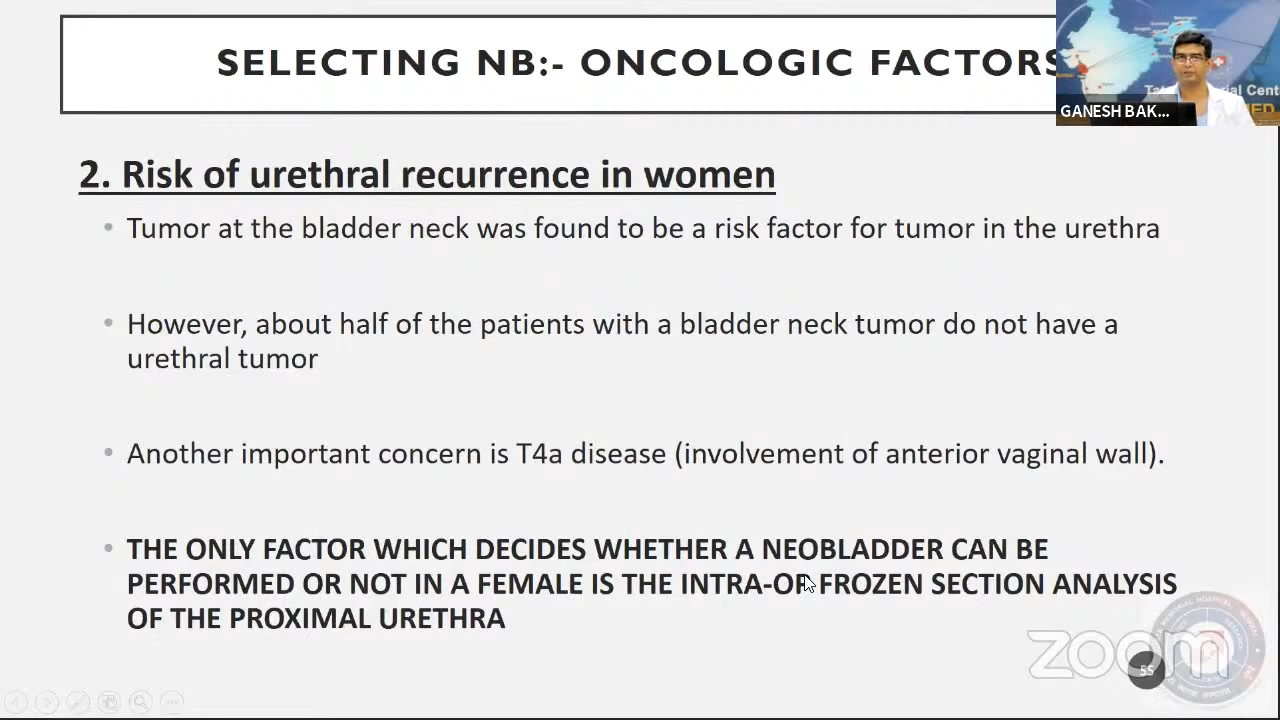 SELECTING NB:- ONCOLOGIC FACTORS
GANESH BAK...
2. Risk of urethral recurrence in women
• Tumor at the bladder neck was found to be a risk factor for tumor in the urethra
• However, about half of the patients with a bladder neck tumor do not have a
urethral tumor
• Another important concern is T4a disease (involvement of anterior vaginal wall).
• THE ONLY FACTOR WHICH DECIDES WHETHER A NEOBLADDER CAN BE
PERFORMED OR NOT IN A FEMALE IS THE INTRA-OP FROZEN SECTION ANALYSIS
OF THE PROXIMAL URETHRA
zoom
55